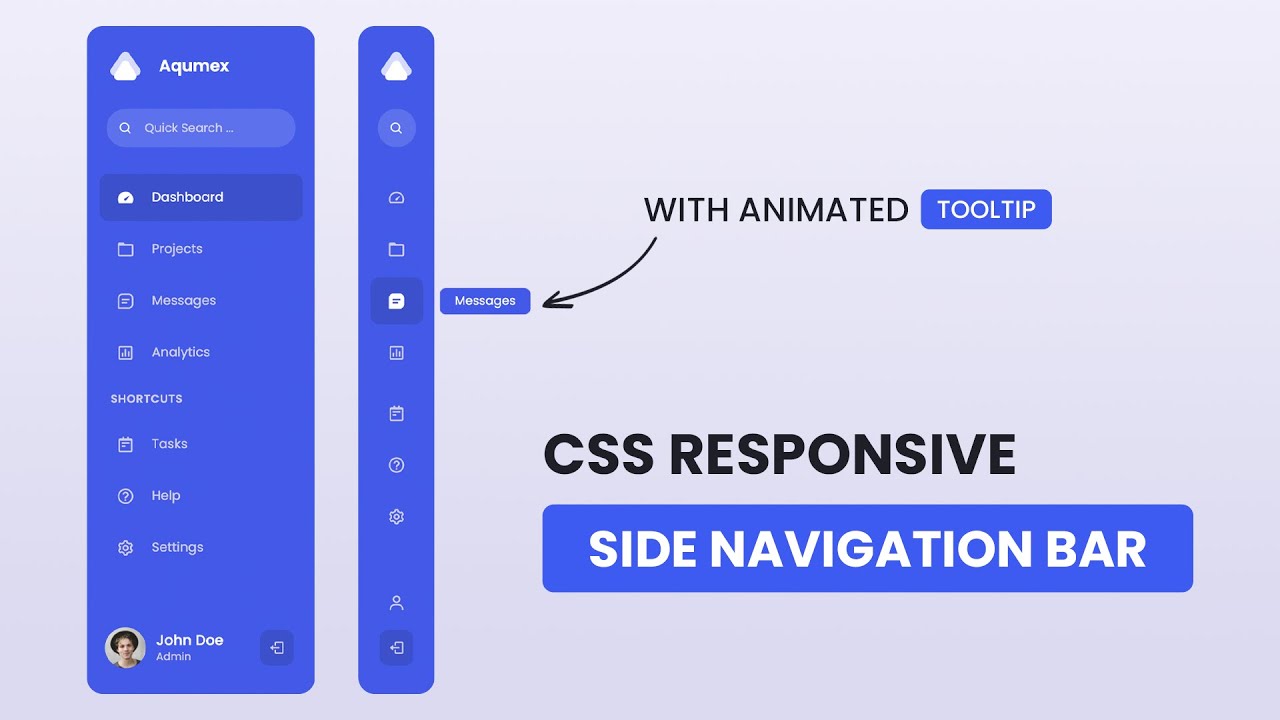 Aqumex
Quick Search ...
Dashboard
Projects
Messages
Analytics
SHORTCUTS
Tasks
Help
Settings
John Doe
Admin
Messages
WITH ANIMATED TOOLTIP
CSS RESPONSIVE
SIDE NAVIGATION BAR